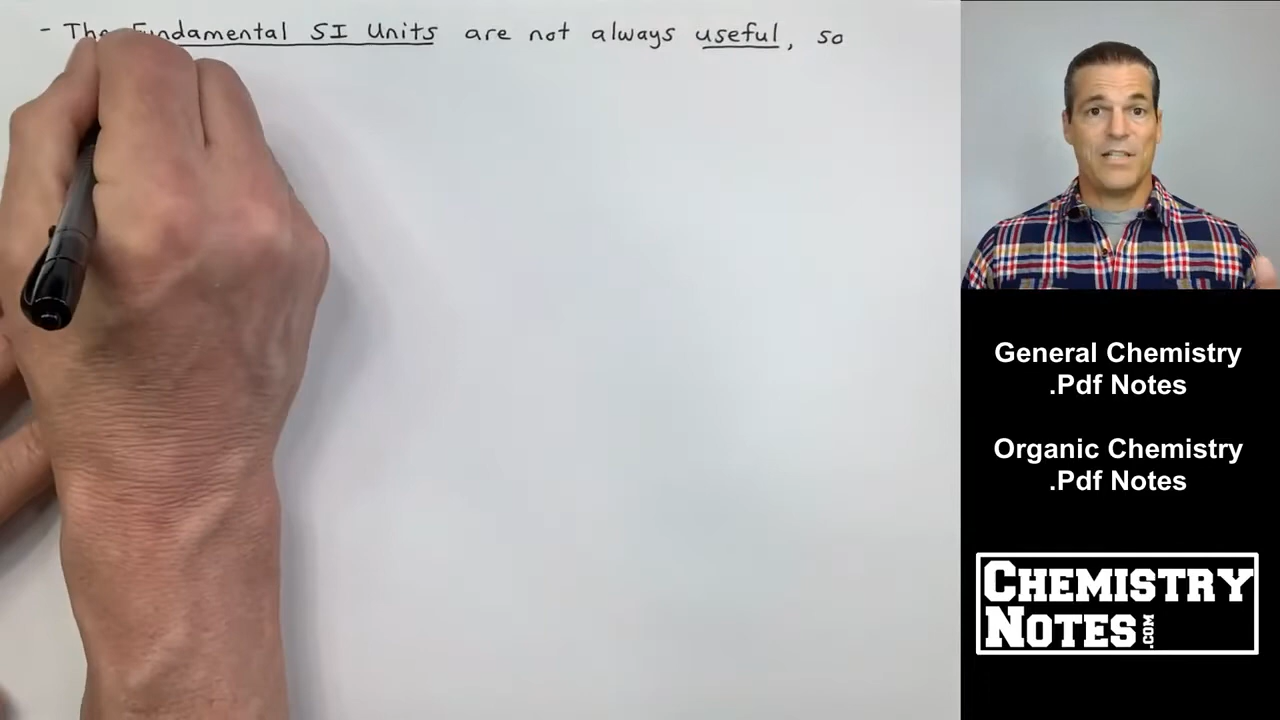 - The Fundamental SI Units are not always useful, so
General Chemistry
.Pdf Notes
Organic Chemistry
.Pdf Notes
CHEMISTRY
NOTES.COM